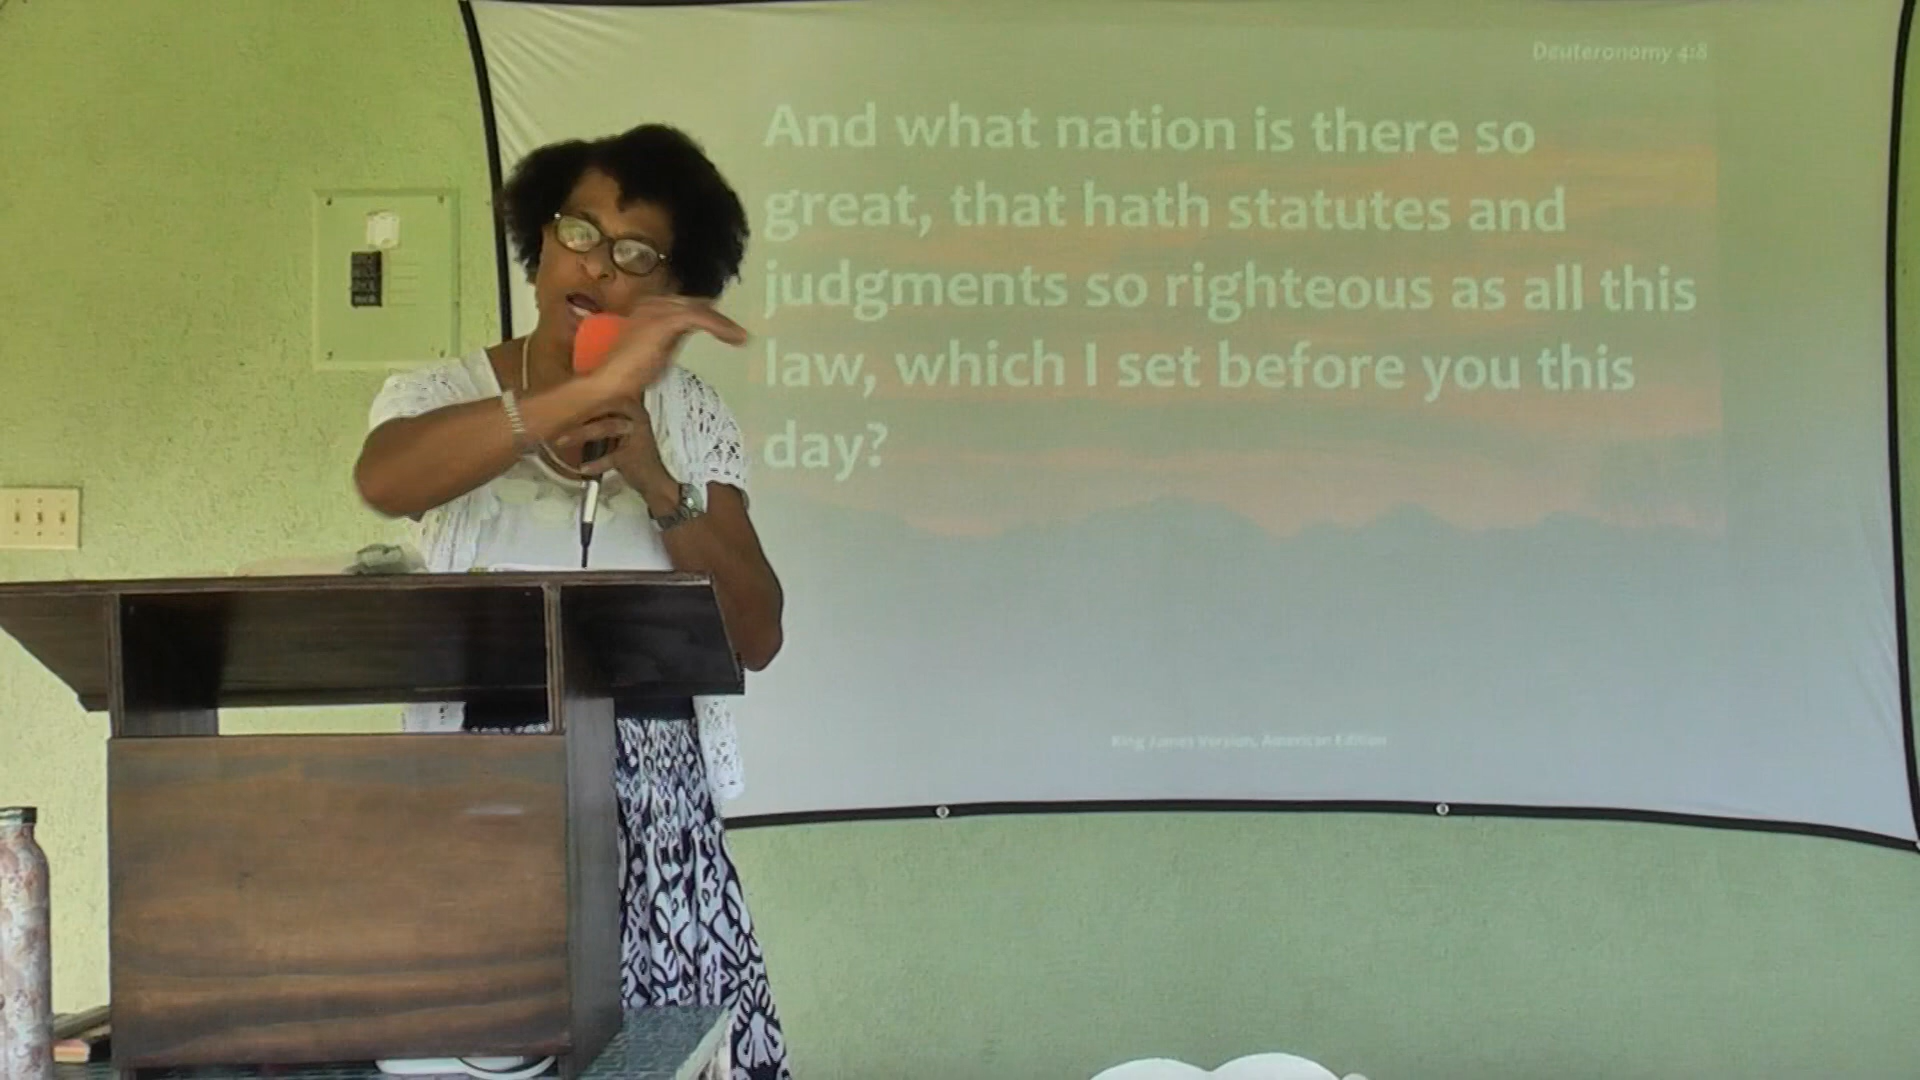 Deuteronomy 4:8
And what nation is there so
great, that hath statutes and
judgments so righteous as all this
law, which I set before you this
day?
King James Version, American Edition